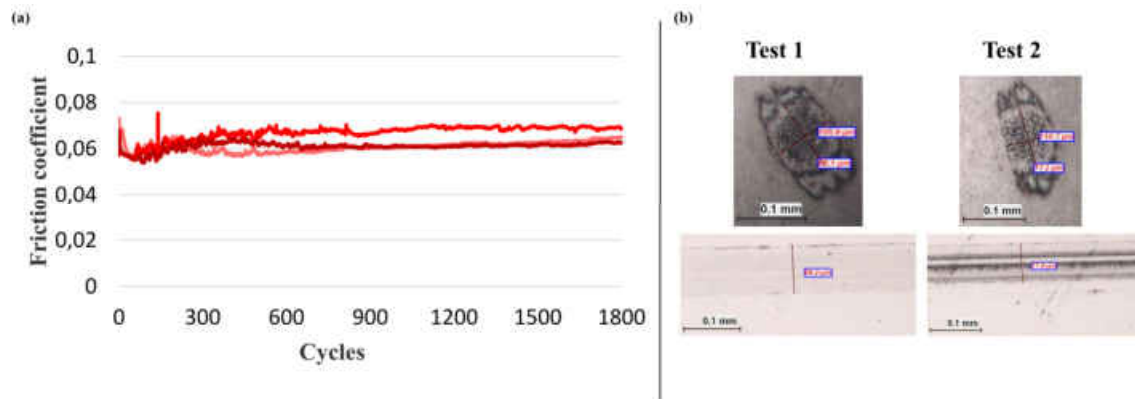 (a)
0,1
0,08
0,06
0,04
0,02
0
Friction coefficient
0 300 600 900 1200 1500 1800
Cycles
(b)
Test 1 Test 2
0.1 mm 0.1 mm
0.1 mm 0.1 mm